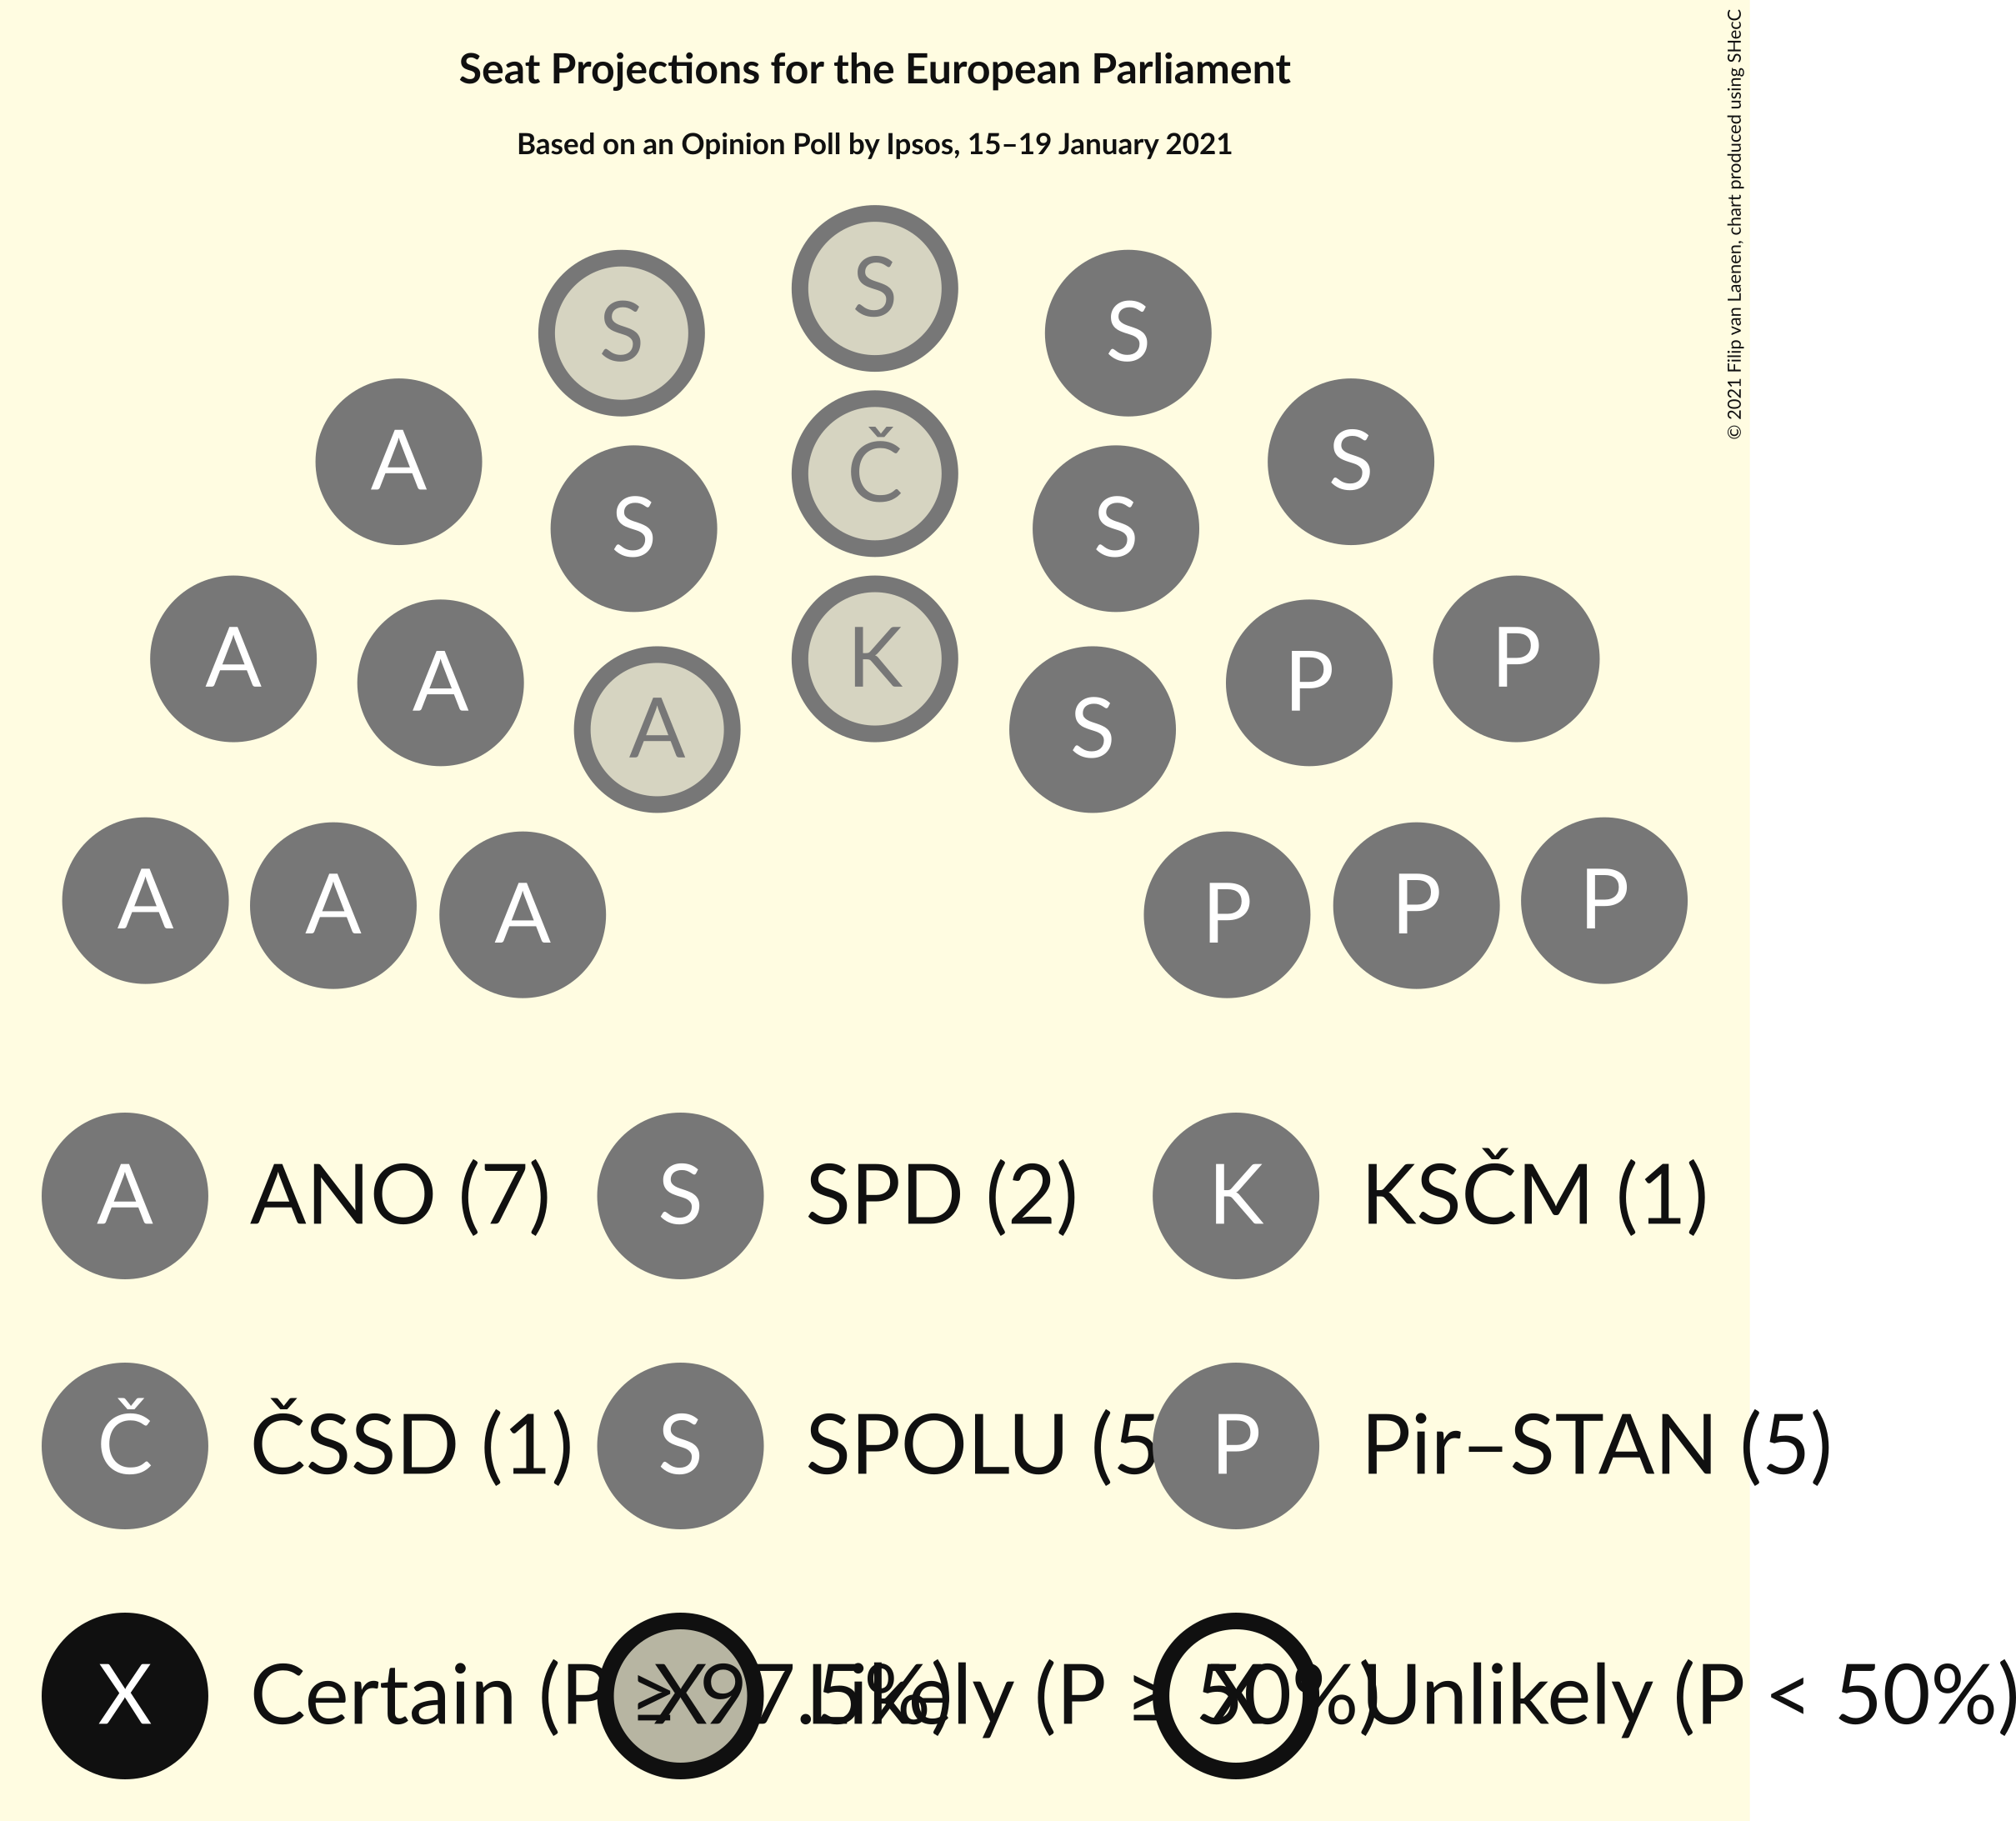 Seat Projections for the European Parliament
Based on an Opinion Poll by Ipsos, 15–19 January 2021
© 2021 Filip van Laenen, chart produced using SHecC
S
S S
A S Č S S
A A A K S P P
A A A P P P
S
A ANO (7) S SPD (2) K KSČM (1)
Č ČSSD (1) S SPOLU (5 P Pir–STAN (5)
X Certain (P ≥ 97.5%) X Likely (P ≥ 50%) X Unlikely (P < 50%)